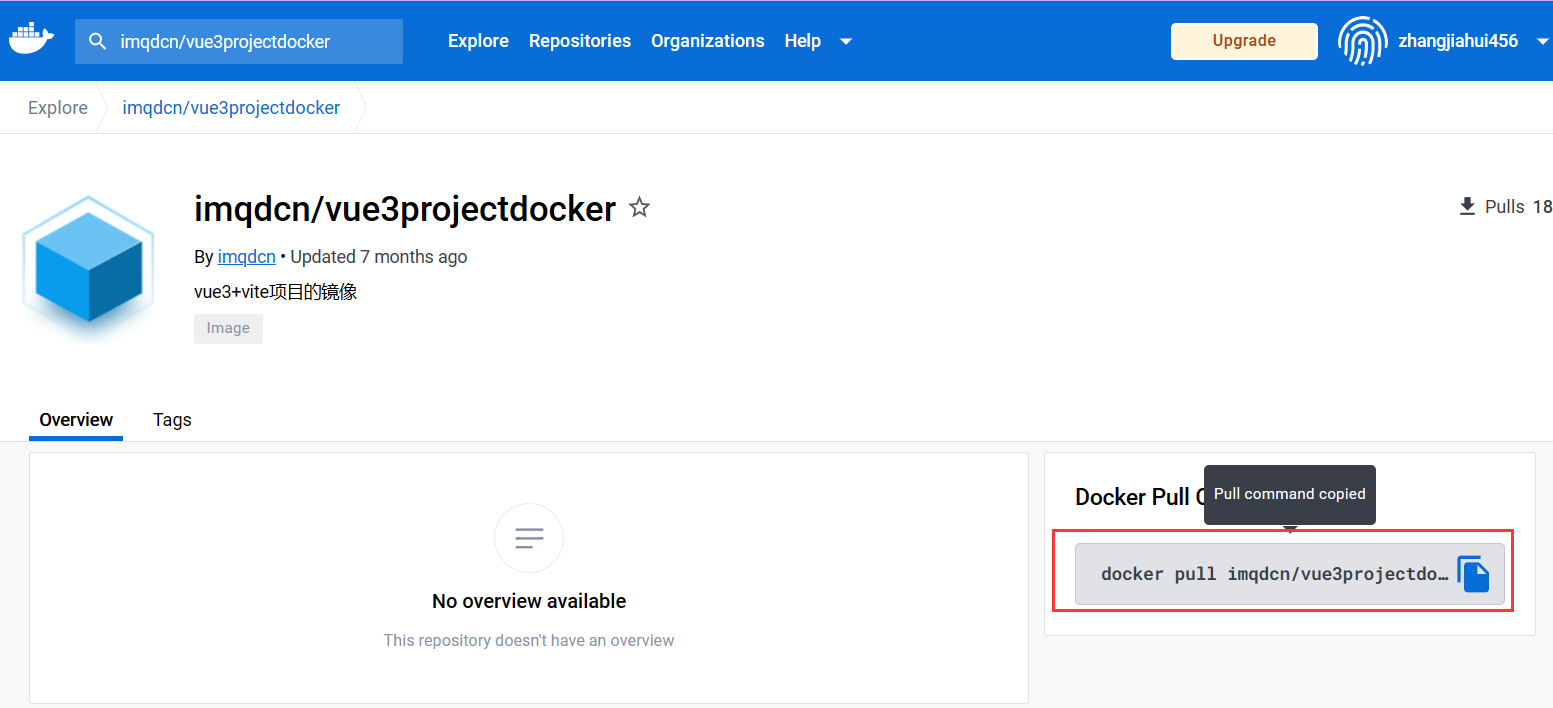 imqdcn/vue3projectdocker Explore Repositories Organizations Help Upgrade zhangjiahui456
Explore imqdcn/vue3projectdocker
imqdcn/vue3projectdocker
Pulls 18
By imqdcn • Updated 7 months ago
vue3+vite项目的镜像
Image
Overview Tags
Docker Pull
Pull command copied
docker pull imqdcn/vue3projectdo...
No overview available
This repository doesn't have an overview